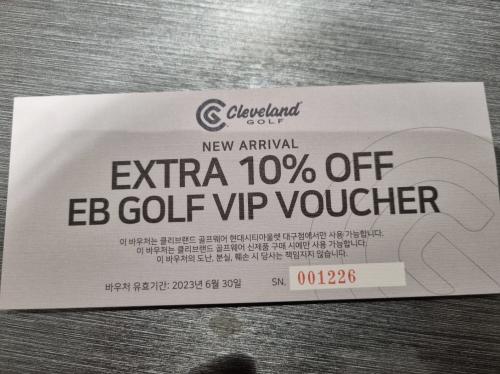 Cleveland
GOLF
NEW ARRIVAL
EXTRA 10% OFF
EB GOLF VIP VOUCHER
이 바우처는 클리브랜드 골프웨어 현대시티아울렛 대구점에서만 사용 가능합니다.
이 바우처는 클리브랜드 골프웨어 신제품 구매 시에만 사용 가능합니다.
이 바우처의 도난, 분실, 훼손 시 당사는 책임지지 않습니다.
바우처 유효기간: 2023년 6월 30일 SN. 001226